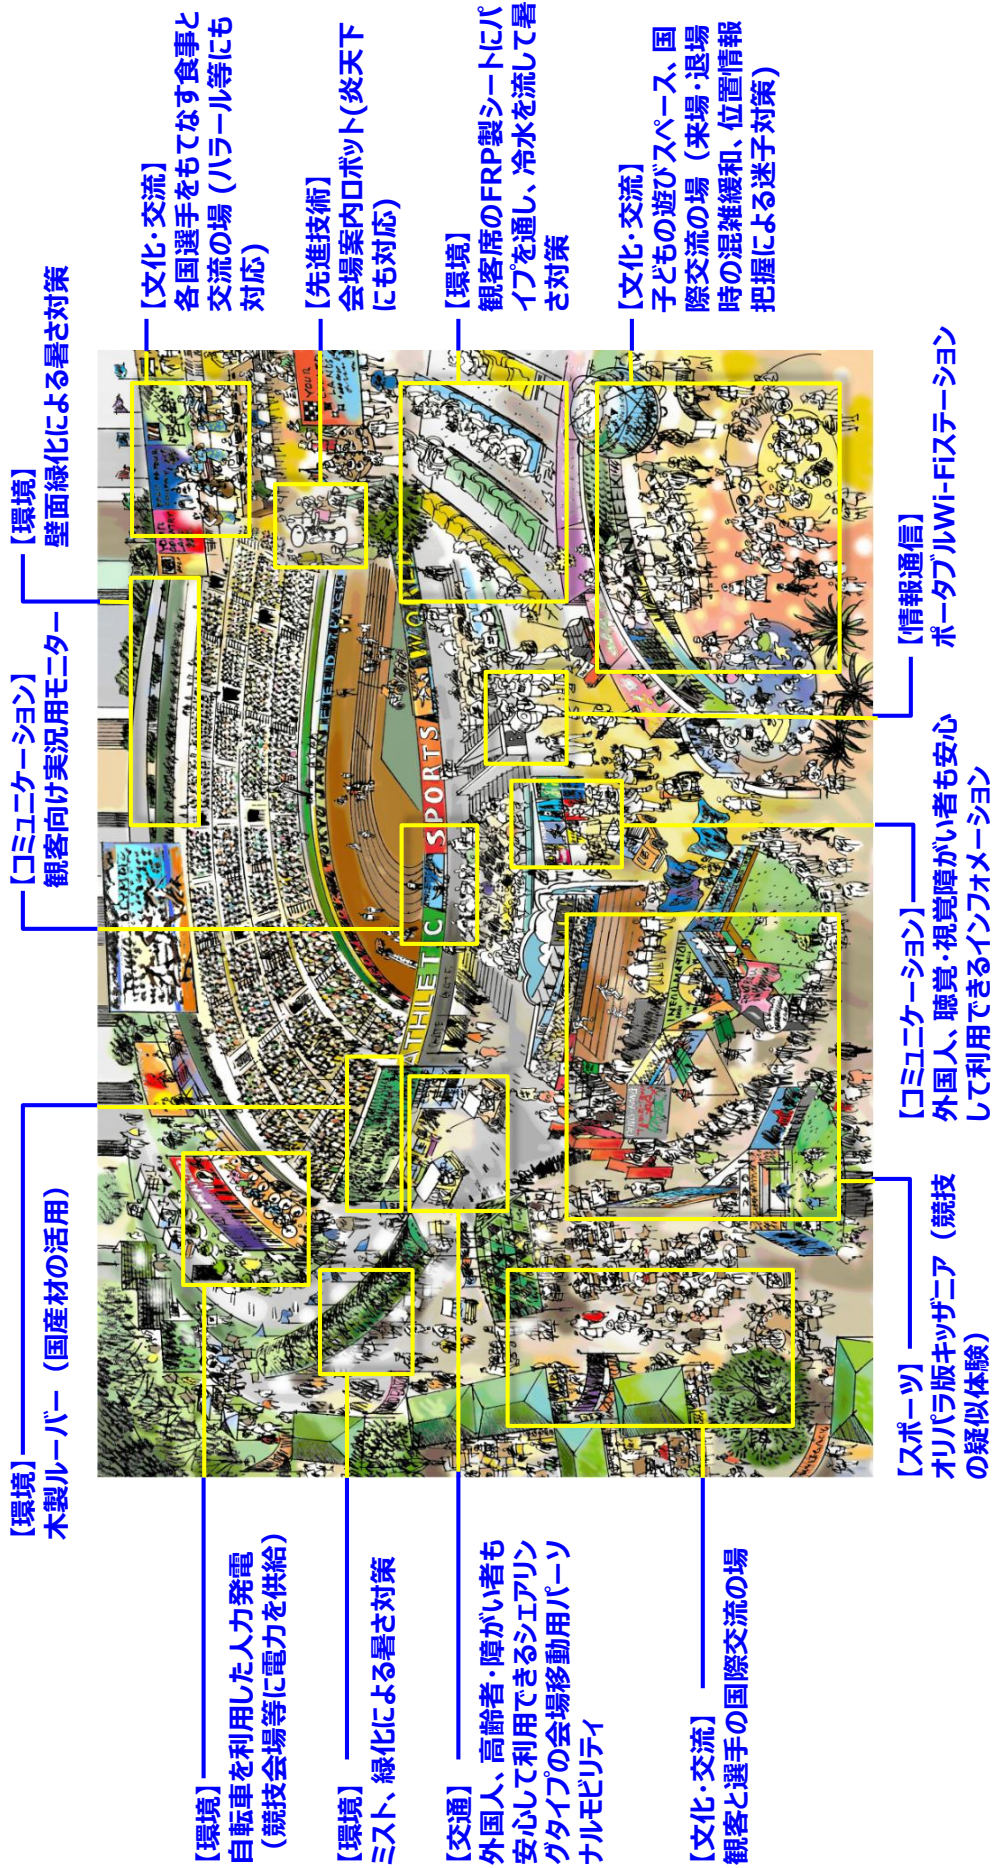 【環境】
木製ルーバー（国産材の活用）
【コミュニケーション】
観客向け実況用モニター
【環境】
壁面緑化による暑さ対策
【環境】
自転車を利用した人力発電
（競技会場等に電力を供給）
【環境】
ミスト、緑化による暑さ対策
【交通】
外国人、高齢者・障がい者も
安心して利用できるシェアリン
グタイプの会場移動用パーソ
ナルモビリティ
【文化・交流】
観客と選手の国際交流の場
【文化・交流】
各国選手をもてなす食事と
交流の場（ハラール等にも
対応）
【先進技術】
会場案内ロボット(炎天下
にも対応)
【環境】
観客席のFRP製シートにパ
イプを通し、冷水を流して暑
さ対策
【文化・交流】
子どもの遊びスペース、国
際交流の場（来場・退場
時の混雑緩和、位置情報
把握による迷子対策）
【スポーツ】
オリパラ版キッザニア（競技
の疑似体験）
【コミュニケーション】
外国人、聴覚・視覚障がい者も安心
して利用できるインフォメーション
【情報通信】
ポータブルWi-Fiステーション
ATHLETIC SPORTS